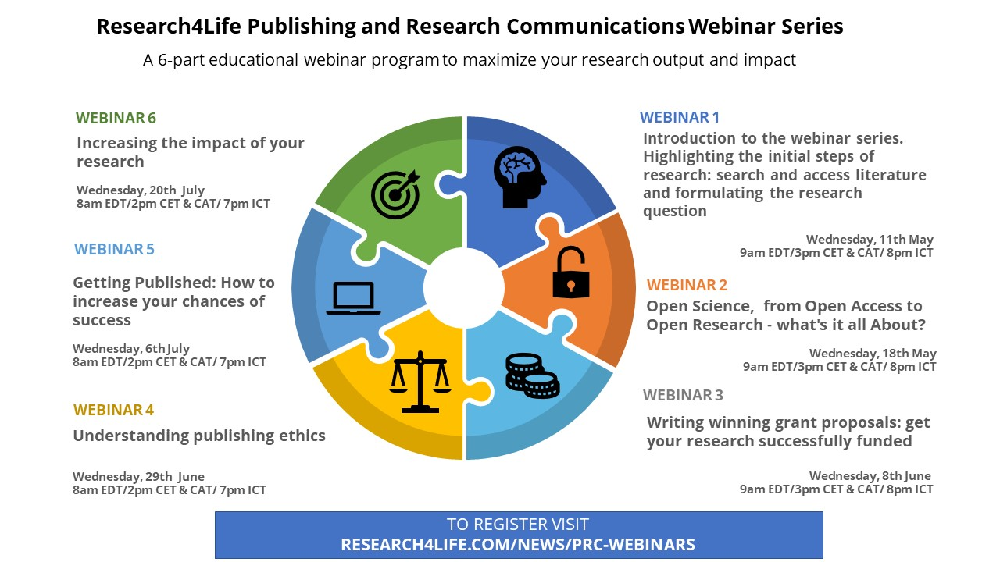 Research4Life Publishing and Research Communications Webinar Series
A 6-part educational webinar program to maximize your research output and impact
WEBINAR 1
Introduction to the webinar series.
Highlighting the initial steps of
research: search and access literature
and formulating the research
question
Wednesday, 11th May
9am EDT/3pm CET & CAT/ 8pm ICT
WEBINAR 2
Open Science, from Open Access to
Open Research - what's it all About?
Wednesday, 18th May
9am EDT/3pm CET & CAT/ 8pm ICT
WEBINAR 3
Writing winning grant proposals: get
your research successfully funded
Wednesday, 8th June
9am EDT/3pm CET & CAT/ 8pm ICT
WEBINAR 4
Understanding publishing ethics
Wednesday, 29th June
8am EDT/2pm CET & CAT/ 7pm ICT
WEBINAR 5
Getting Published: How to
increase your chances of
success
Wednesday, 6th July
8am EDT/2pm CET & CAT/ 7pm ICT
WEBINAR 6
Increasing the impact of your
research
Wednesday, 20th July
8am EDT/2pm CET & CAT/ 7pm ICT
TO REGISTER VISIT
RESEARCH4LIFE.COM/NEWS/PRC-WEBINARS